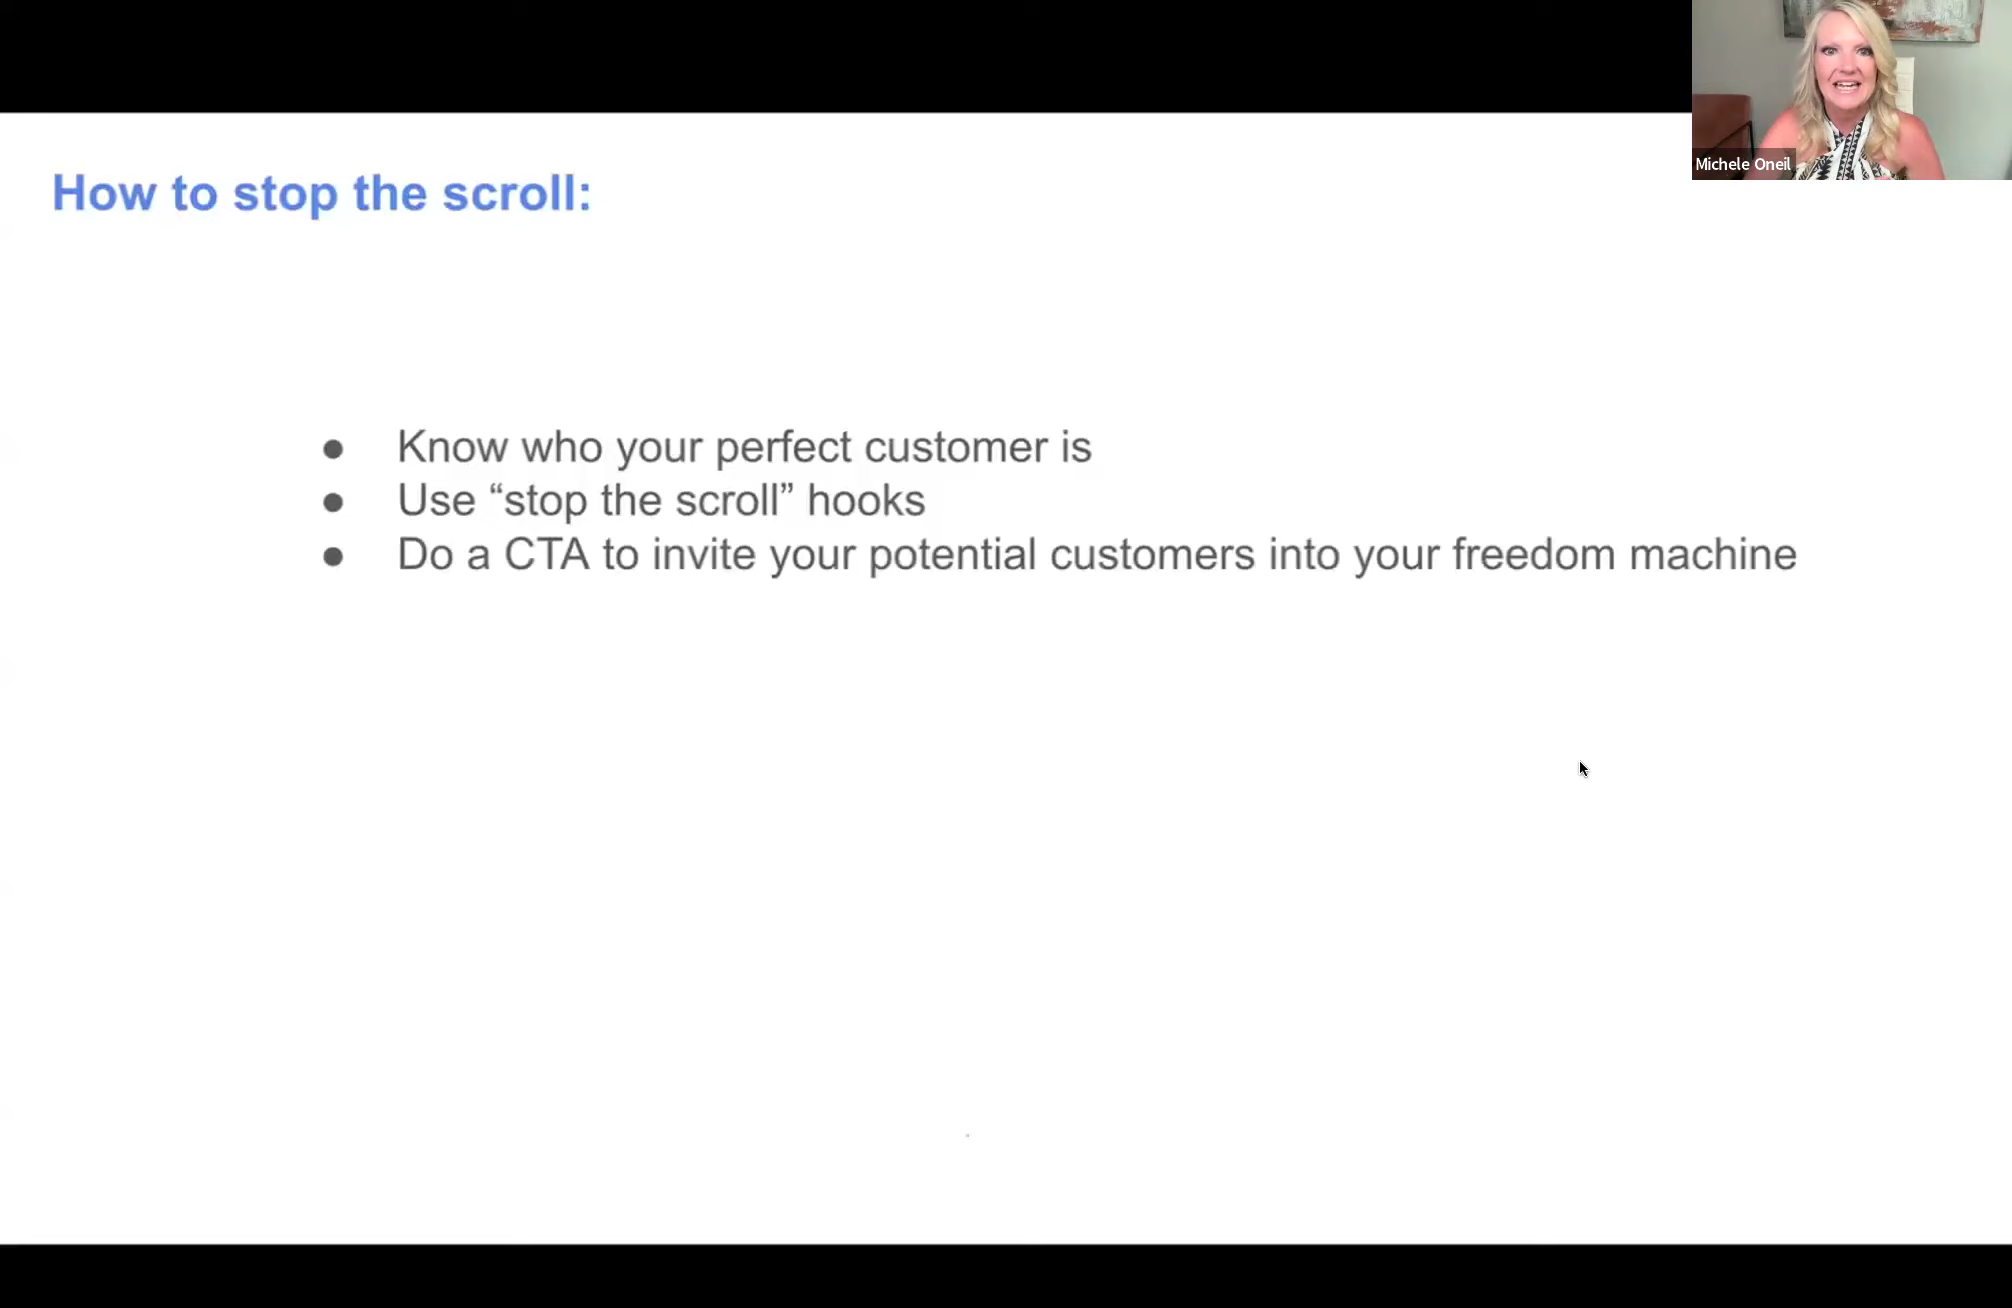 Michele Oneil
How to stop the scroll:
● Know who your perfect customer is
● Use “stop the scroll” hooks
● Do a CTA to invite your potential customers into your freedom machine